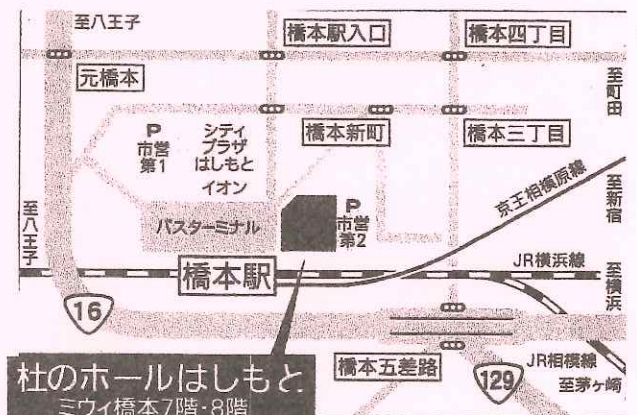 至八王子
橋本駅入口
橋本四丁目
元橋本
至町田
P
市営
第1
シティ
プラザ
はしもと
イオン
橋本新町
橋本三丁目
至八王子
バスターミナル
P
市営
第2
京王相模原線
至新宿
橋本駅
JR横浜線
至横浜
16
橋本五差路
129
JR相模線
至茅ヶ崎
杜のホールはしもと
ミウィ橋本7階・8階